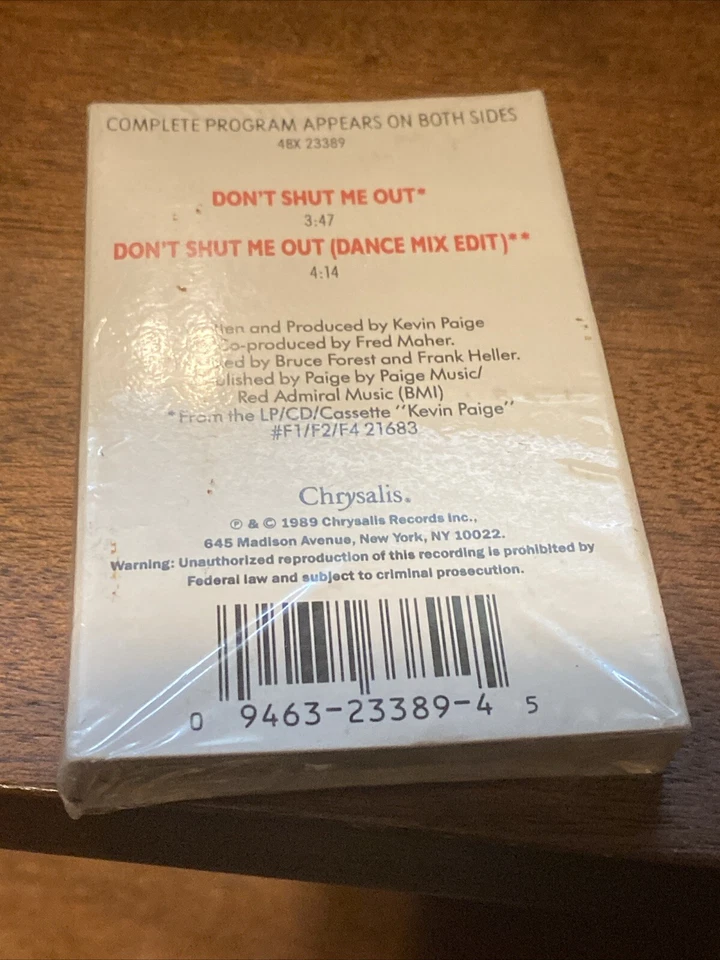 COMPLETE PROGRAM APPEARS ON BOTH SIDES
4BX 23389
DON'T SHUT ME OUT*
3:47
DON'T SHUT ME OUT (DANCE MIX EDIT)**
4:14
and Produced by Kevin Paige
Co-produced by Fred Maher.
by Bruce Forest and Frank Heller.
Published by Paige by Paige Music/
Red Admiral Music (BMI)
*From the LP/CD/Cassette "Kevin Paige"
#F1/F2/F4 21683
Chrysalis.
℗ & © 1989 Chrysalis Records Inc.,
645 Madison Avenue, New York, NY 10022.
Warning: Unauthorized reproduction of this recording is prohibited by
Federal law and subject to criminal prosecution.
0 9463-23389-4 5